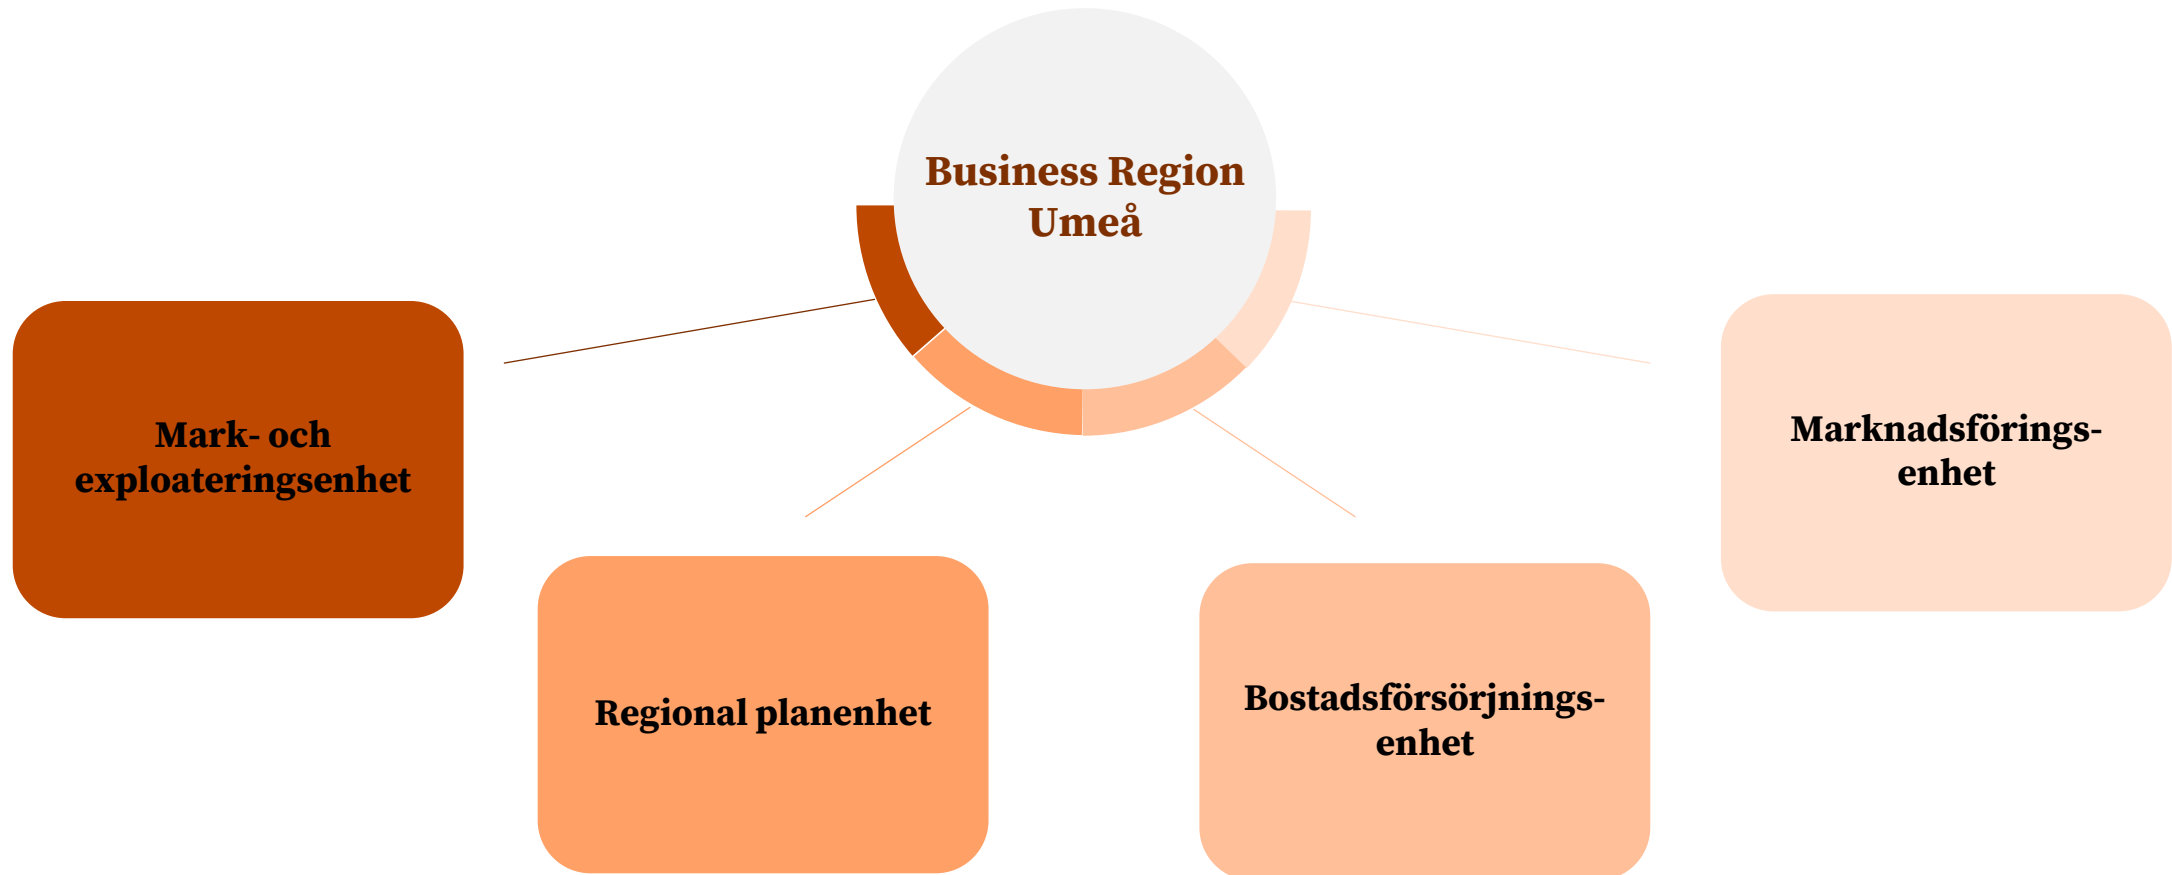 Business Region
Umeå
Mark- och
exploateringsenhet
Regional planenhet
Bostadsförsörjnings-
enhet
Marknadsförings-
enhet